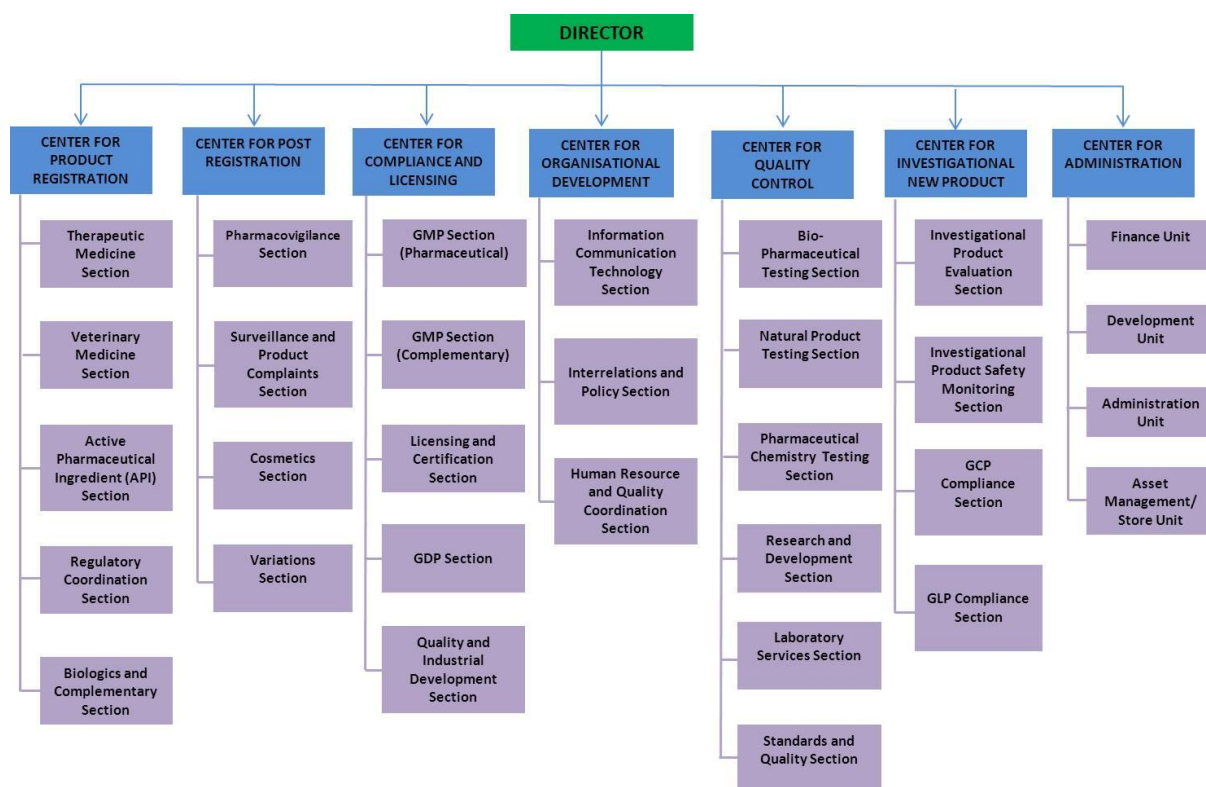 DIRECTOR
CENTER FOR
PRODUCT
REGISTRATION
Therapeutic
Medicine
Section
Veterinary
Medicine
Section
Active
Pharmaceutical
Ingredient (API)
Section
Regulatory
Coordination
Section
Biologics and
Complementary
Section
CENTER FOR POST
REGISTRATION
Pharmacovigilance
Section
Surveillance and
Product
Complaints
Section
Cosmetics
Section
Variations
Section
CENTER FOR
COMPLIANCE AND
LICENSING
GMP Section
(Pharmaceutical)
GMP Section
(Complementary)
Licensing and
Certification
Section
GDP Section
Quality and
Industrial
Development
Section
CENTER FOR
ORGANISATIONAL
DEVELOPMENT
Information
Communication
Technology
Section
Interrelations and
Policy Section
Human Resource
and Quality
Coordination
Section
CENTER FOR
QUALITY
CONTROL
Bio-
Pharmaceutical
Testing Section
Natural Product
Testing Section
Pharmaceutical
Chemistry Testing
Section
Research and
Development
Section
Laboratory
Services Section
Standards and
Quality Section
CENTER FOR
INVESTIGATIONAL
NEW PRODUCT
Investigational
Product
Evaluation
Section
Investigational
Product Safety
Monitoring
Section
GCP
Compliance
Section
GLP Compliance
Section
CENTER FOR
ADMINISTRATION
Finance Unit
Development
Unit
Administration
Unit
Asset
Management/
Store Unit